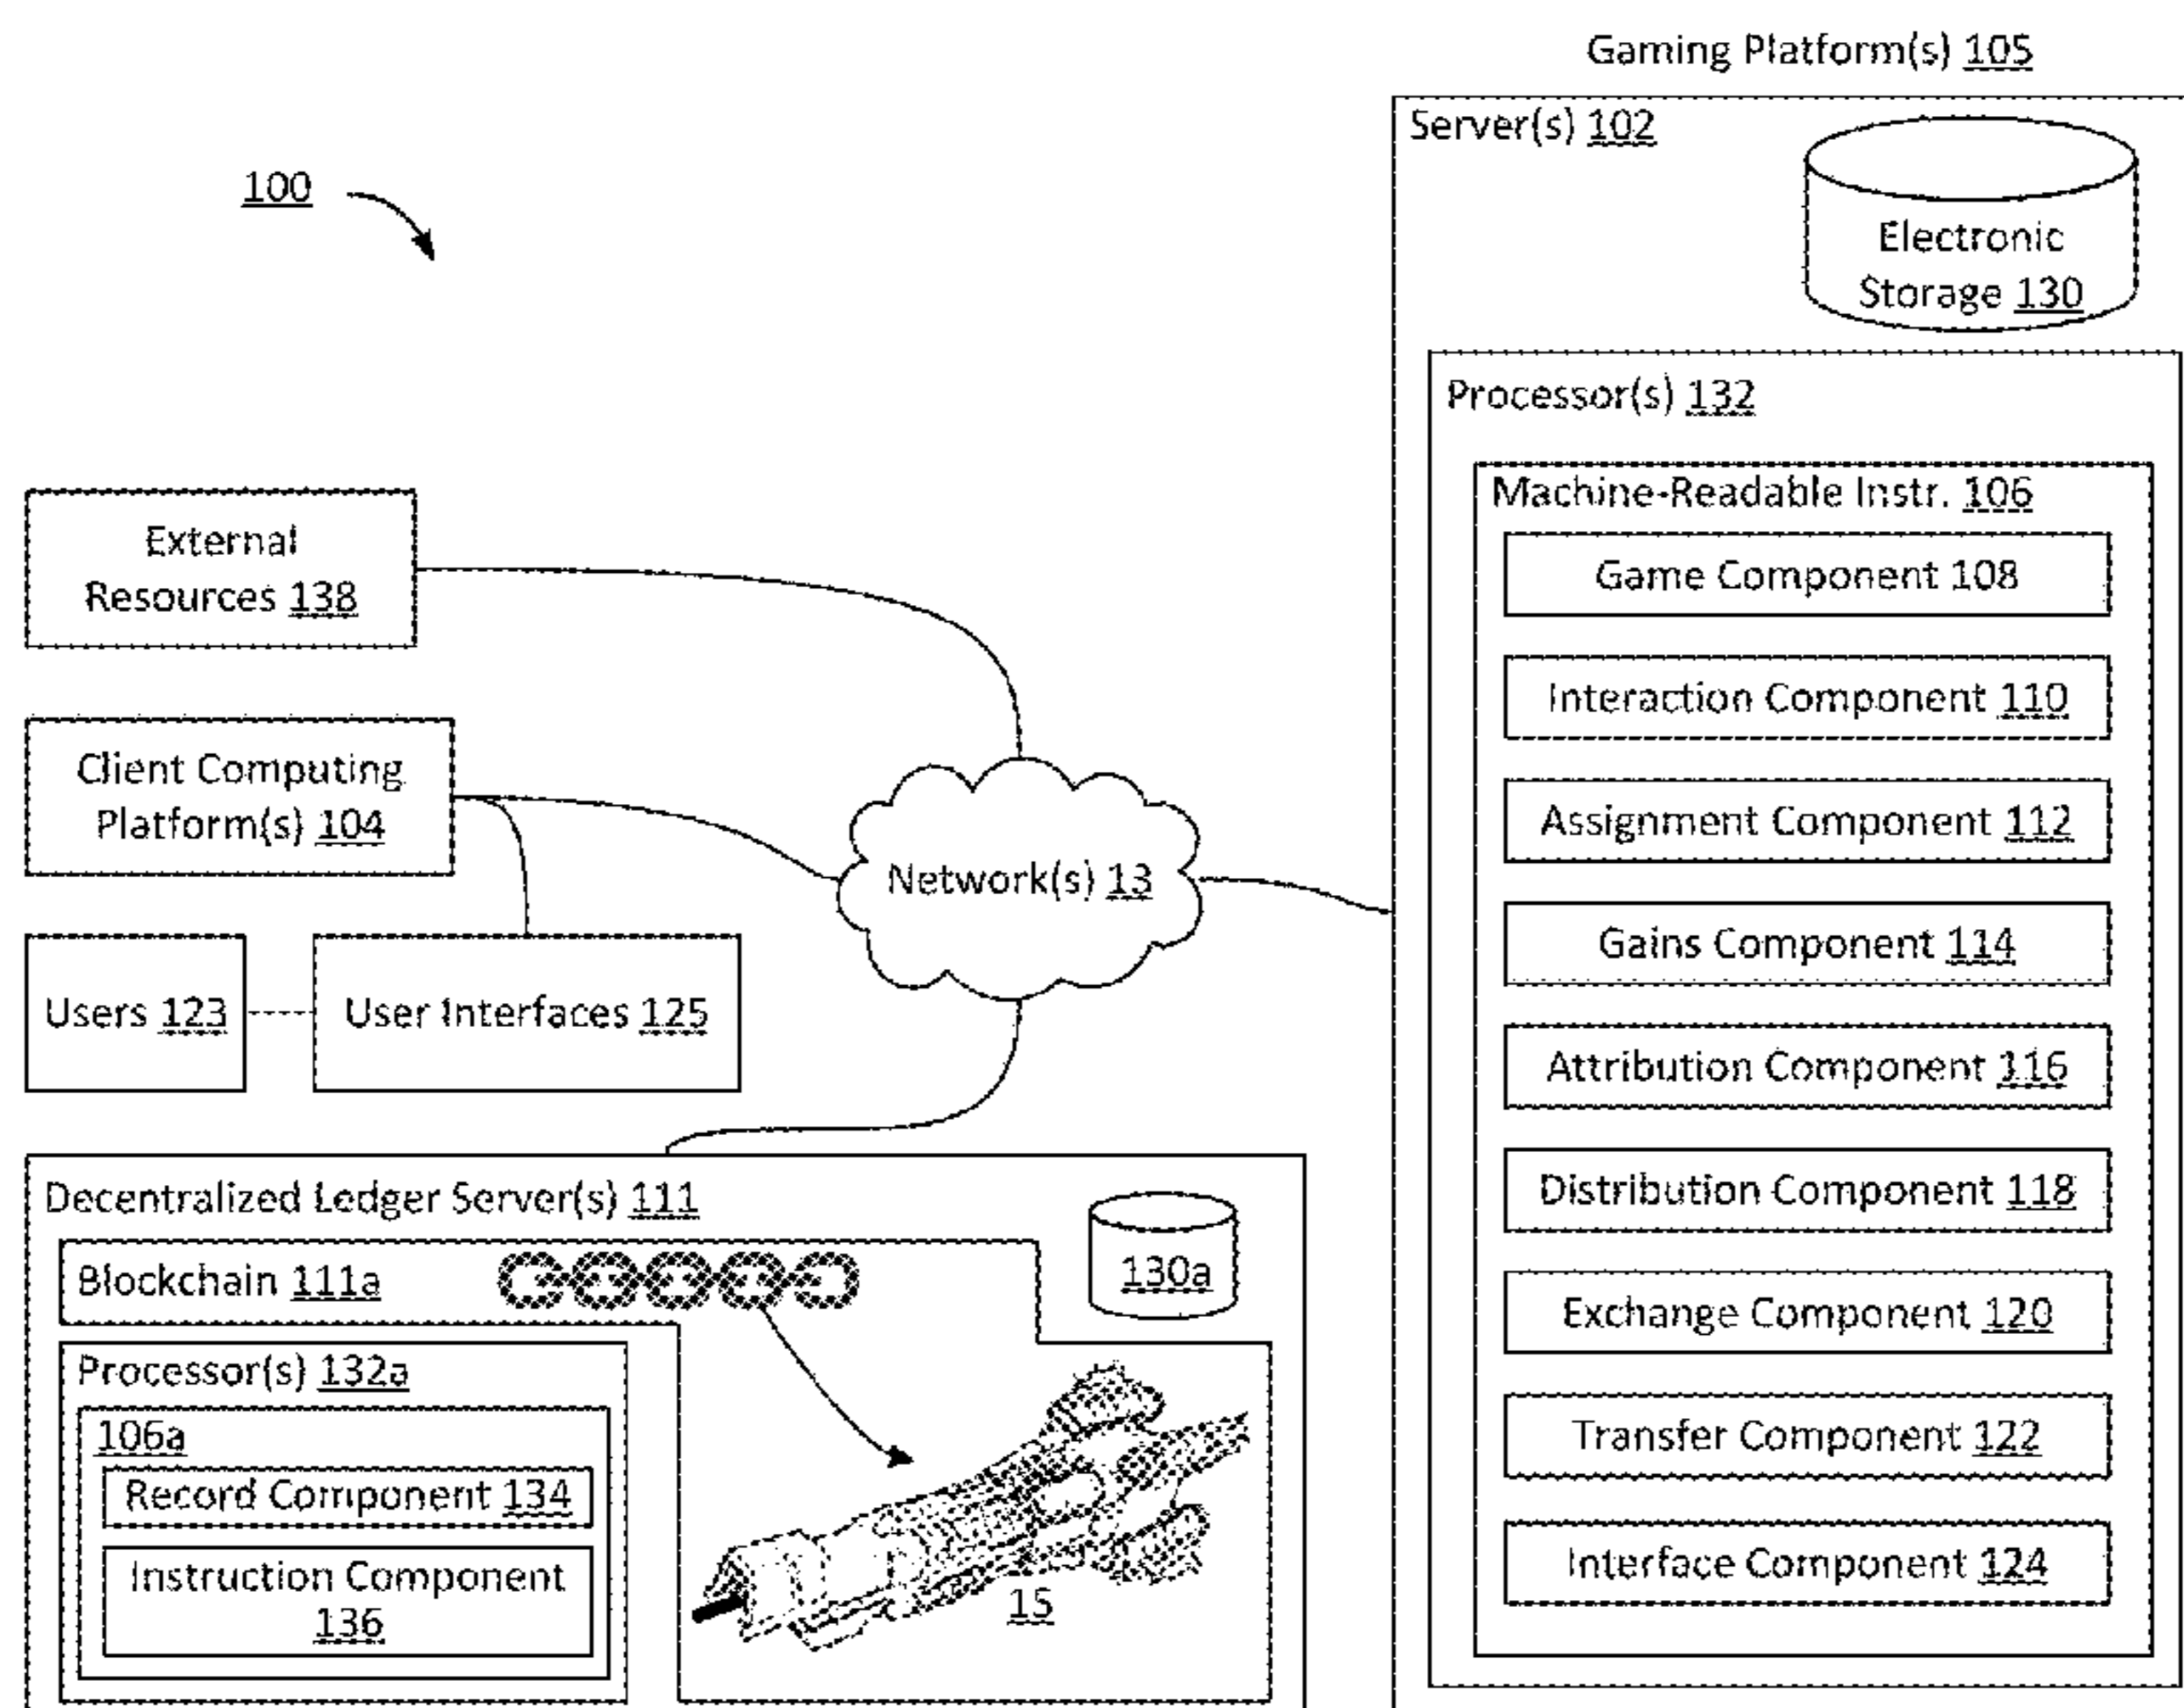 Gaming Platform(s) 105
Server(s) 102
100
Electronic
Storage 130
Processor(s) 132
Machine-Readable Instr. 106
Game Component 108
Interaction Component 110
Assignment Component 112
Gains Component 114
Attribution Component 116
Distribution Component 118
Exchange Component 120
Transfer Component 122
Interface Component 124
External
Resources 138
Client Computing
Platform(s) 104
Network(s) 13
Users 123
User Interfaces 125
Decentralized Ledger Server(s) 111
Blockchain 111a
130a
Processor(s) 132a
106a
Record Component 134
Instruction Component
136
15